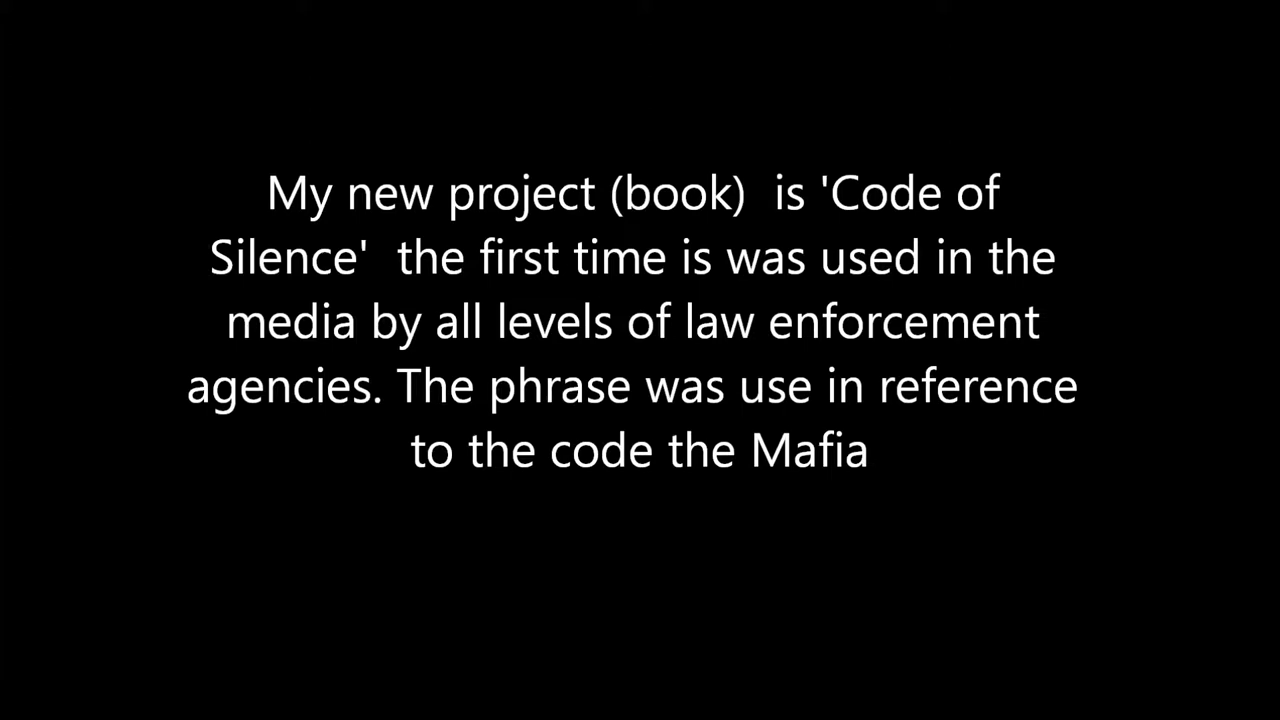 My new project (book)  is 'Code of
Silence'  the first time is was used in the
media by all levels of law enforcement
agencies. The phrase was use in reference
to the code the Mafia